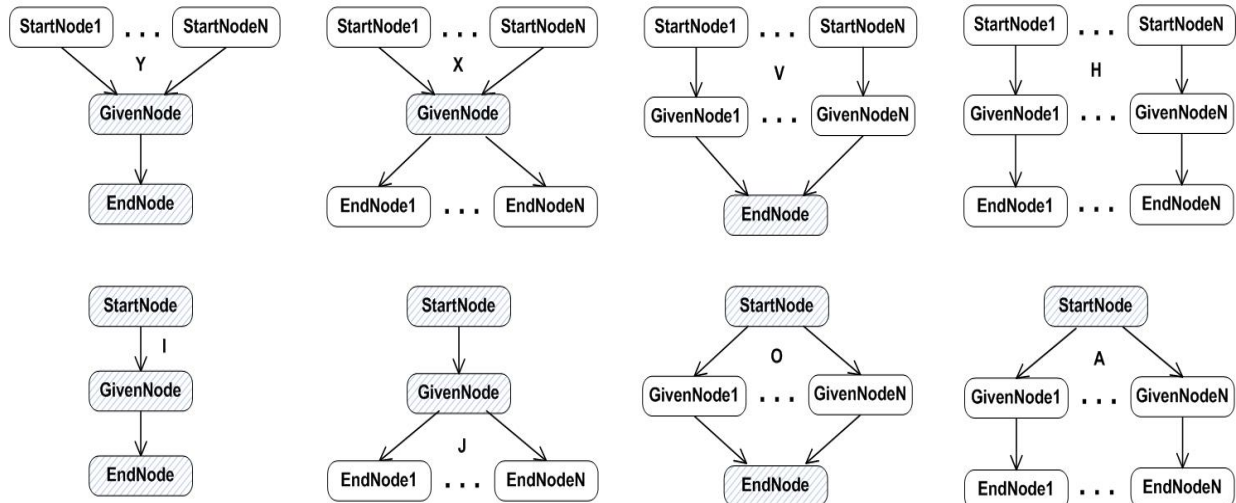 StartNode1 ... StartNodeN
Y
GivenNode
EndNode
StartNode1 ... StartNodeN
X
GivenNode
EndNode1 ... EndNodeN
StartNode1 ... StartNodeN
V
GivenNode1 ... GivenNodeN
EndNode
StartNode1 ... StartNodeN
H
GivenNode1 ... GivenNodeN
EndNode1 ... EndNodeN
StartNode
I
GivenNode
EndNode
StartNode
GivenNode
J
EndNode1 ... EndNodeN
StartNode
O
GivenNode1 ... GivenNodeN
EndNode
StartNode
A
GivenNode1 ... GivenNodeN
EndNode1 ... EndNodeN